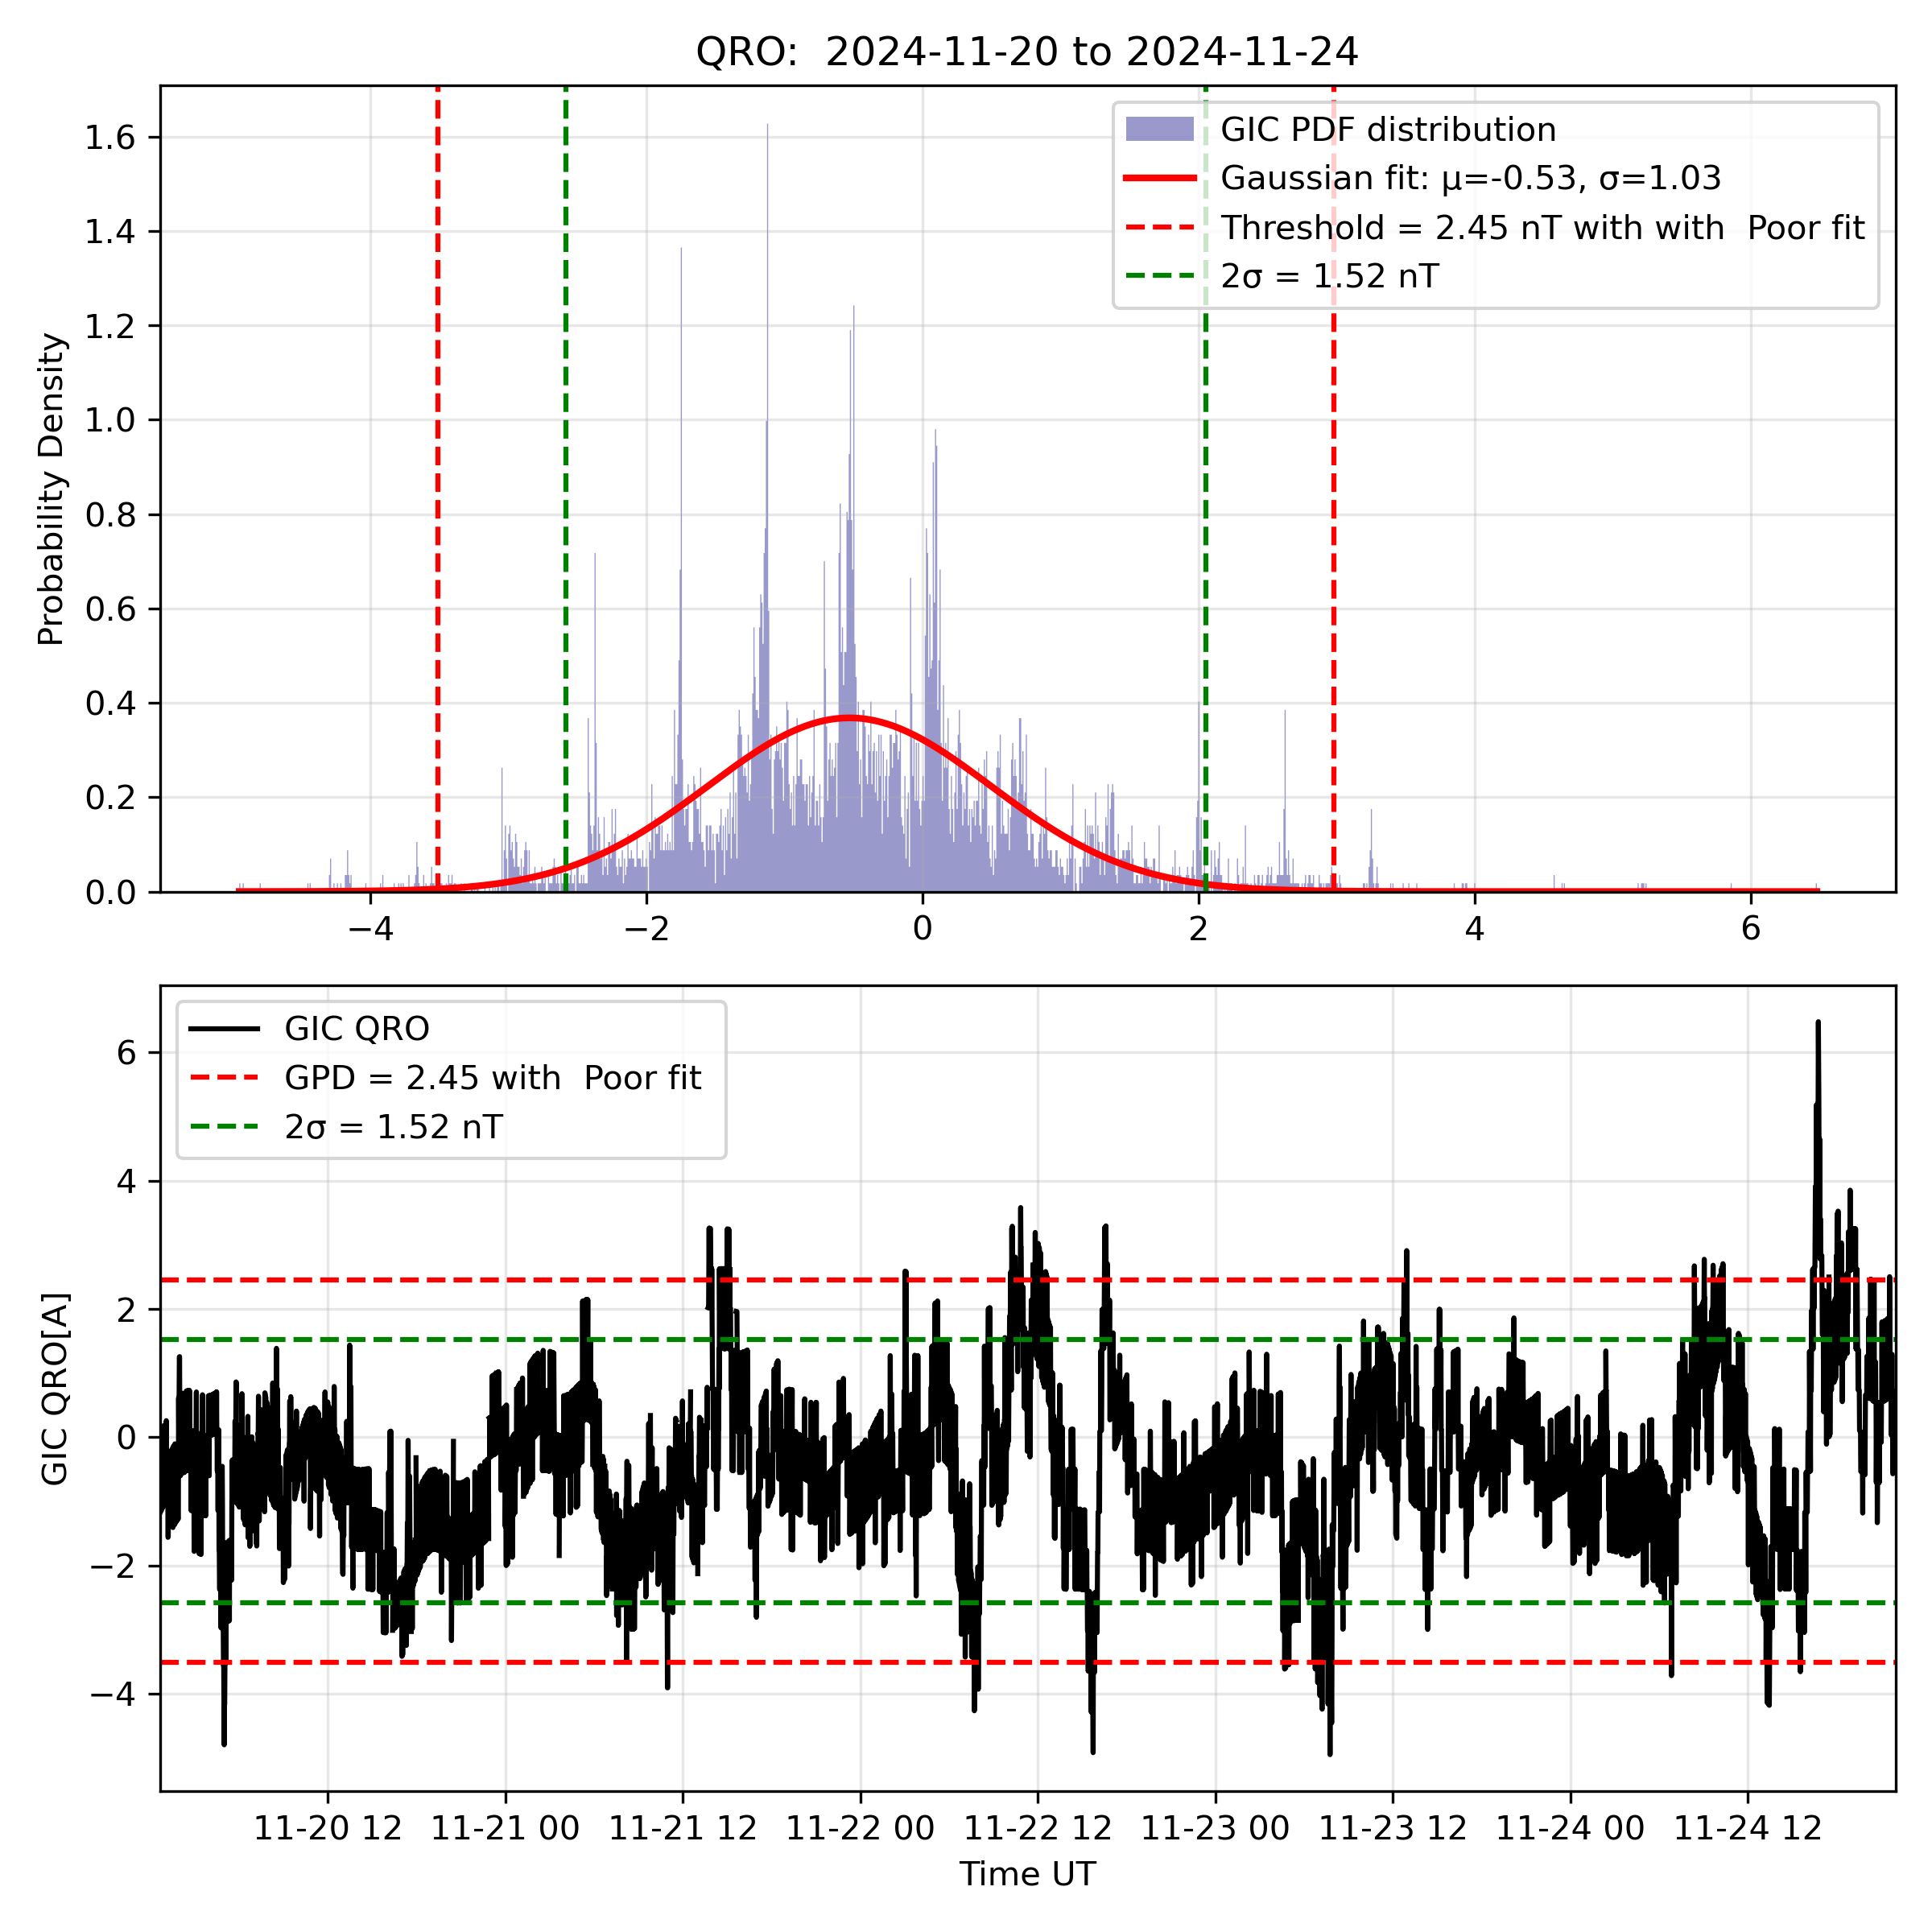 QRO:  2024-11-20 to 2024-11-24
GIC PDF distribution
Gaussian fit: μ=-0.53, σ=1.03
Threshold = 2.45 nT with with  Poor fit
2σ = 1.52 nT
Probability Density
1.6
1.4
1.2
1.0
0.8
0.6
0.4
0.2
0.0
−4 −2 0 2 4 6
GIC QRO
GPD = 2.45 with  Poor fit
2σ = 1.52 nT
GIC QRO[A]
6
4
2
0
−2
−4
11-20 12 11-21 00 11-21 12 11-22 00 11-22 12 11-23 00 11-23 12 11-24 00 11-24 12
Time UT